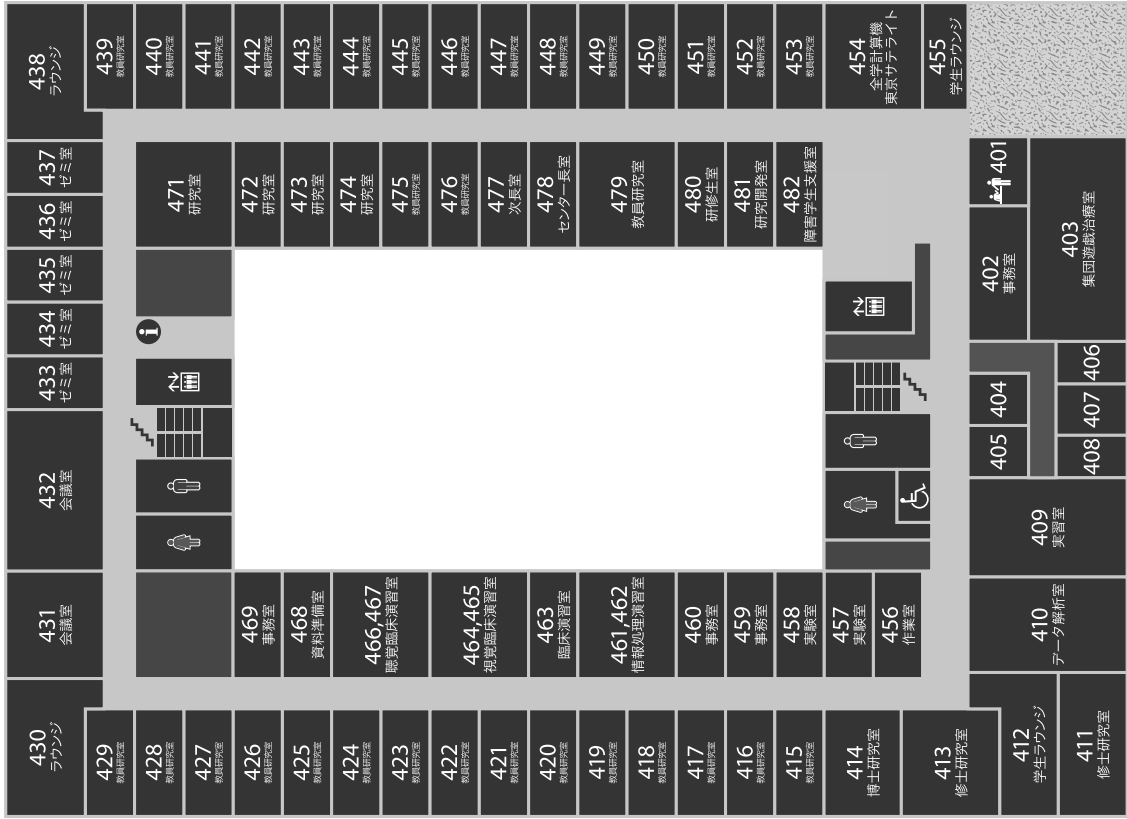 438
ラウンジ
439
教員研究室
440
教員研究室
441
教員研究室
442
教員研究室
443
教員研究室
444
教員研究室
445
教員研究室
446
教員研究室
447
教員研究室
448
教員研究室
449
教員研究室
450
教員研究室
451
教員研究室
452
教員研究室
453
教員研究室
454
全学計算機
東京サテライト
455
学生ラウンジ
437
ゼミ室
436
ゼミ室
435
ゼミ室
434
ゼミ室
433
ゼミ室
432
会議室
431
会議室
430
ラウンジ
471
研究室
472
研究室
473
研究室
474
研究室
475
教員研究室
476
教員研究室
477
次長室
478
センター長室
479
教員研究室
480
研修生室
481
研究開発室
482
障害学生支援室
401
402
事務室
403
集団遊戯治療室
404
405
406
407
408
409
実習室
410
データ解析室
469
事務室
468
資料準備室
466,467
聴覚臨床演習室
464,465
視覚臨床演習室
463
臨床演習室
461,462
情報処理演習室
460
事務室
459
事務室
458
実験室
457
実験室
456
作業室
429
教員研究室
428
教員研究室
427
教員研究室
426
教員研究室
425
教員研究室
424
教員研究室
423
教員研究室
422
教員研究室
421
教員研究室
420
教員研究室
419
教員研究室
418
教員研究室
417
教員研究室
416
教員研究室
415
教員研究室
414
博士研究室
413
修士研究室
412
学生ラウンジ
411
修士研究室